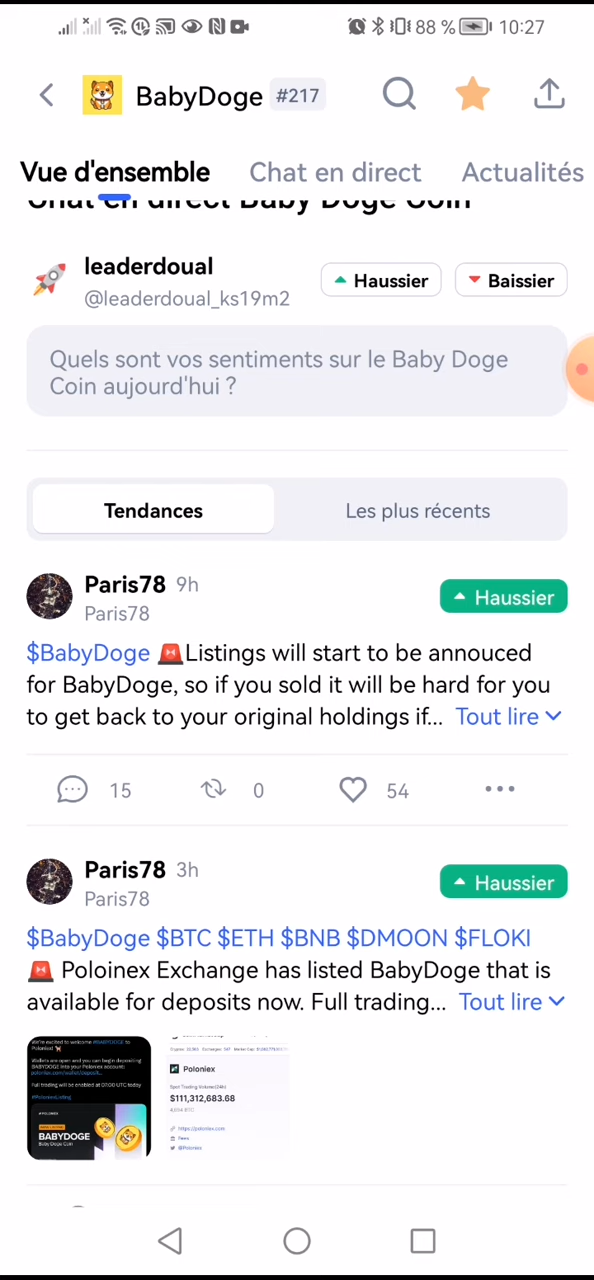 88 % 10:27
BabyDoge #217
Vue d'ensemble Chat en direct Actualités
Chat en direct Baby Doge Coin
leaderdoual
@leaderdoual_ks19m2
Haussier Baissier
Quels sont vos sentiments sur le Baby Doge
Coin aujourd'hui ?
Tendances Les plus récents
Paris78 9h
Paris78
Haussier
$BabyDoge 🚨Listings will start to be annouced
for BabyDoge, so if you sold it will be hard for you
to get back to your original holdings if... Tout lire
15 0 54
Paris78 3h
Paris78
Haussier
$BabyDoge $BTC $ETH $BNB $DMOON $FLOKI
🚨 Poloinex Exchange has listed BabyDoge that is
available for deposits now. Full trading... Tout lire
We're excited to welcome #BABYDOGE to
Poloniex!
Wallets are open and you can begin depositing
BABYDOGE into your Poloniex account:
Full trading will be enabled at 07:00 UTC today
#PoloniexListing
BABYDOGE
Baby Doge Coin
Poloniex
Spot Trading Volume(24h)
$111,312,683.68
https://poloniex.com
Fees
@Poloniex